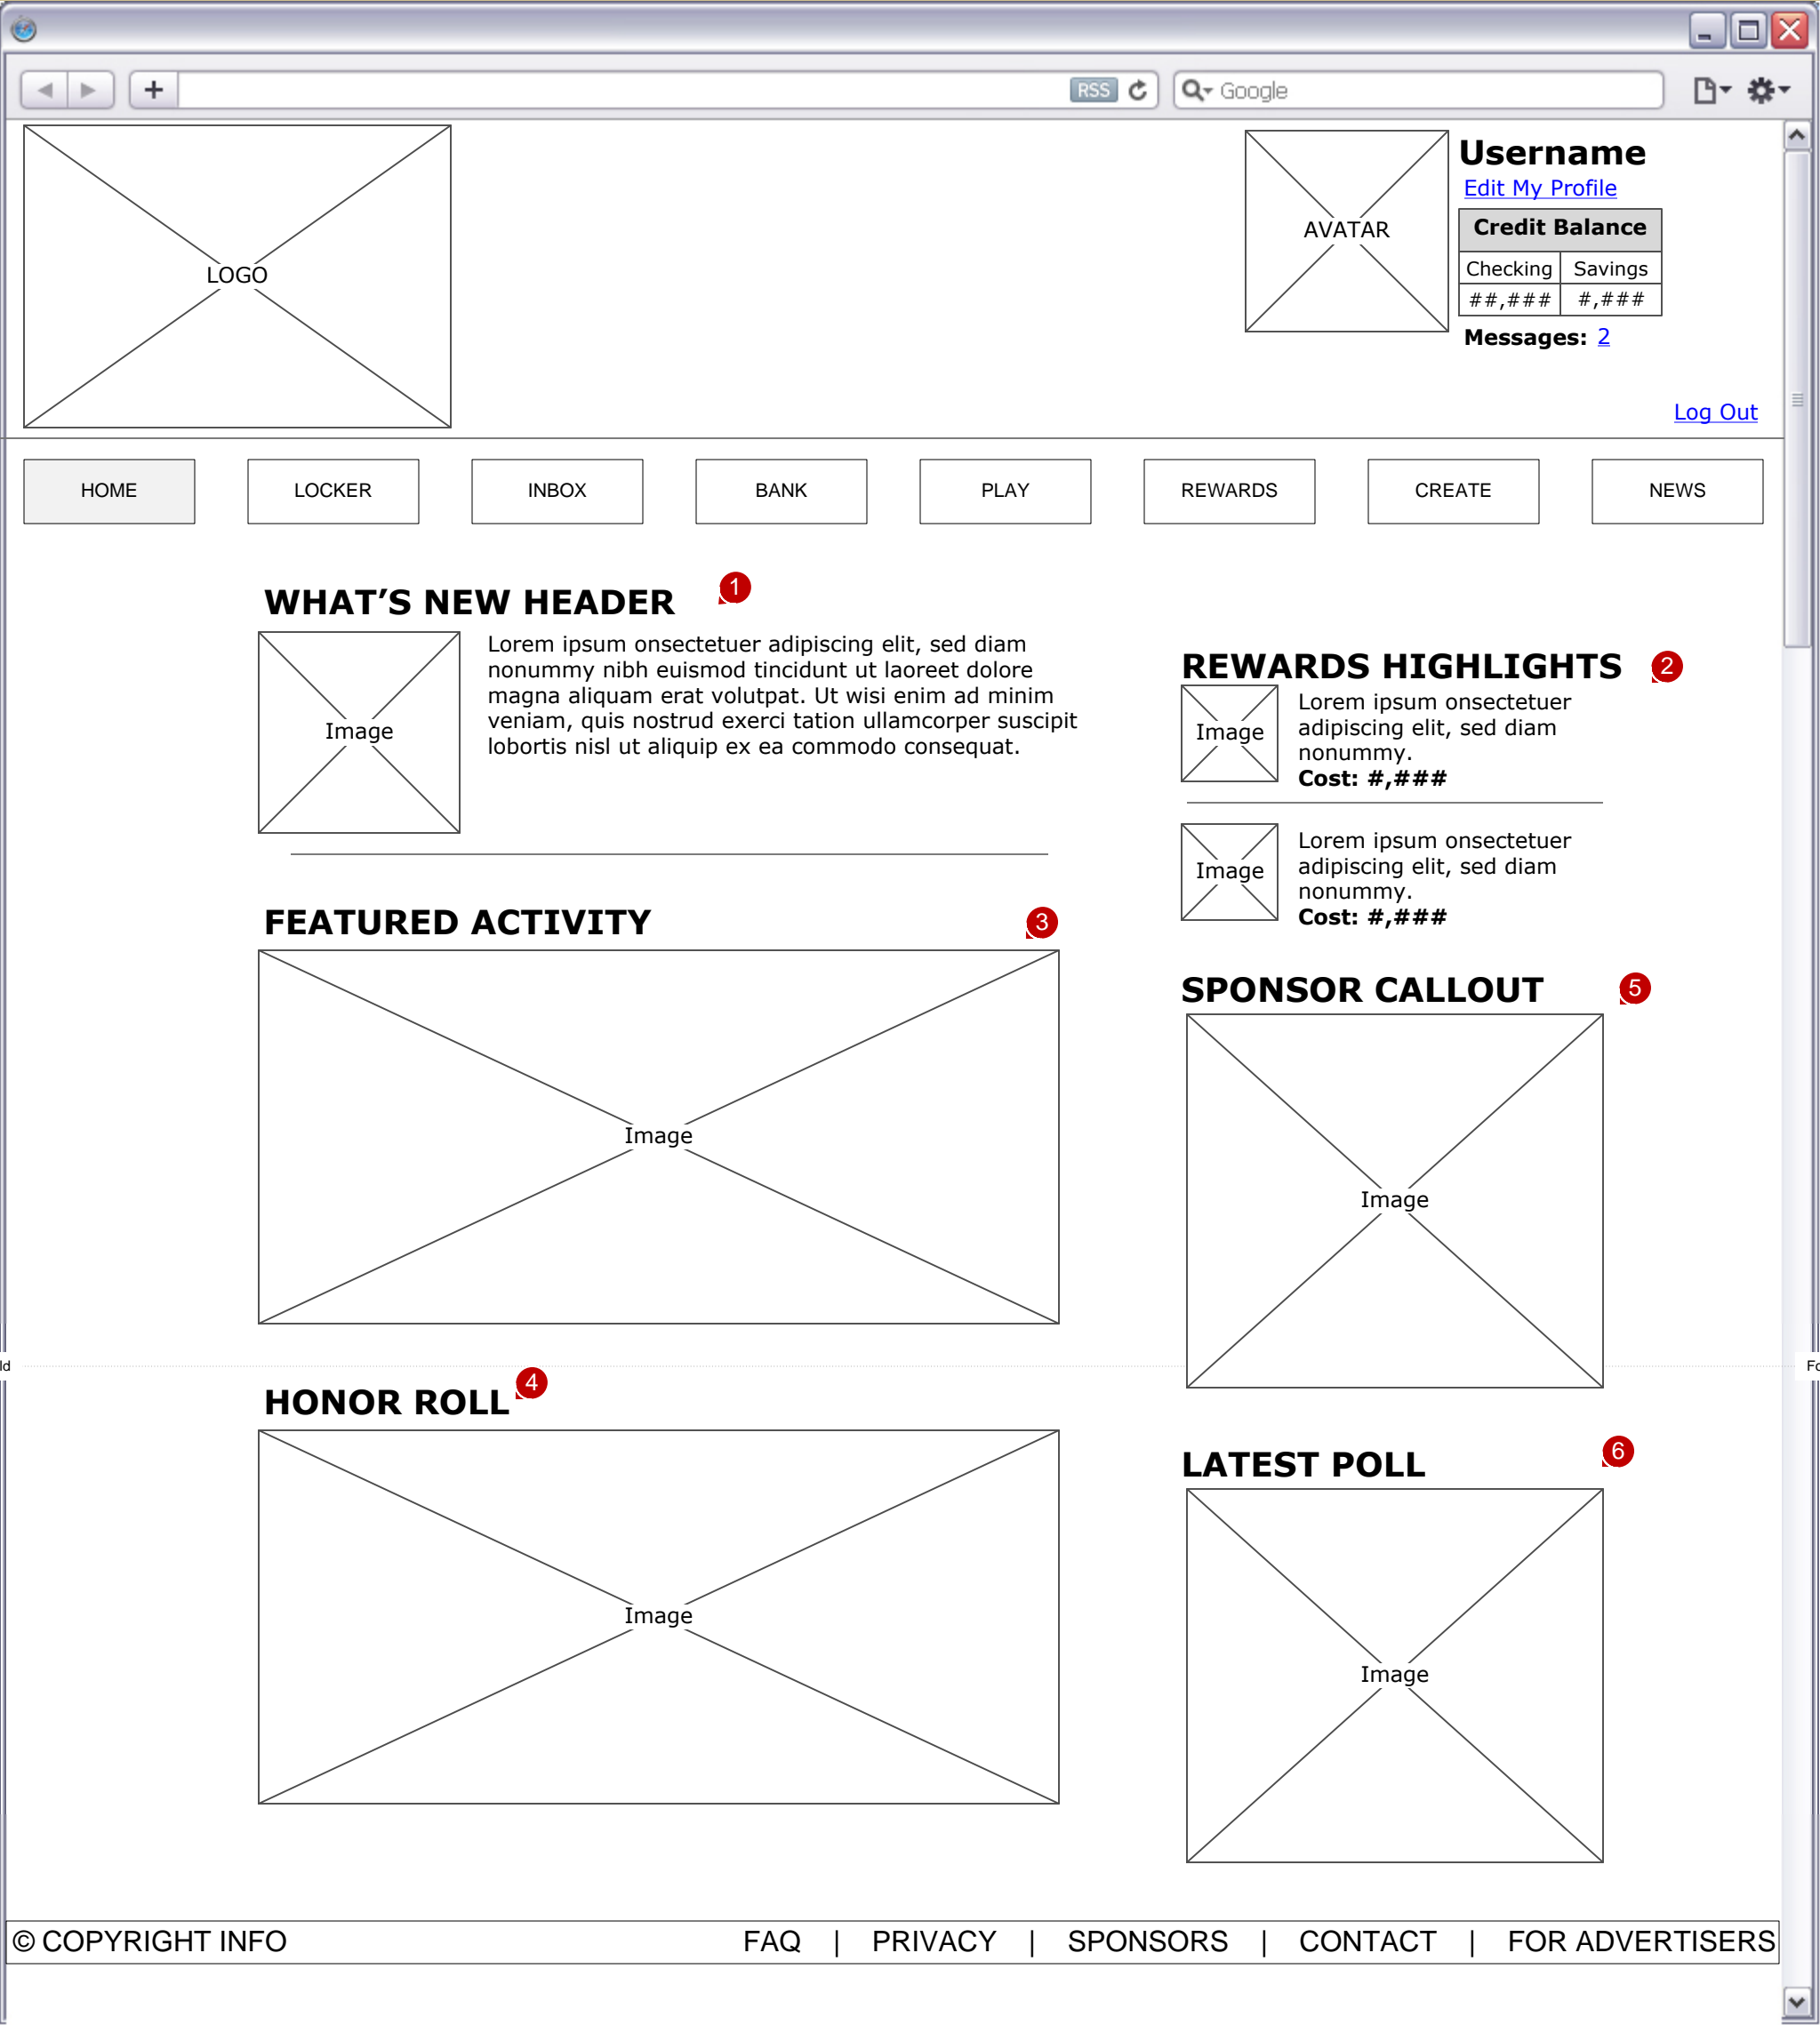 RSS
Google
LOGO
AVATAR
Username
Edit My Profile
Credit Balance
Checking Savings
##,### #,###
Messages: 2
Log Out
HOME LOCKER INBOX BANK PLAY REWARDS CREATE NEWS
WHAT’S NEW HEADER 1
Image
Lorem ipsum onsectetuer adipiscing elit, sed diam
nonummy nibh euismod tincidunt ut laoreet dolore
magna aliquam erat volutpat. Ut wisi enim ad minim
veniam, quis nostrud exerci tation ullamcorper suscipit
lobortis nisl ut aliquip ex ea commodo consequat.
REWARDS HIGHLIGHTS 2
Image
Lorem ipsum onsectetuer
adipiscing elit, sed diam
nonummy.
Cost: #,###
Image
Lorem ipsum onsectetuer
adipiscing elit, sed diam
nonummy.
Cost: #,###
FEATURED ACTIVITY 3
Image
SPONSOR CALLOUT 5
Image
HONOR ROLL 4
Image
LATEST POLL 6
Image
© COPYRIGHT INFO FAQ | PRIVACY | SPONSORS | CONTACT | FOR ADVERTISERS